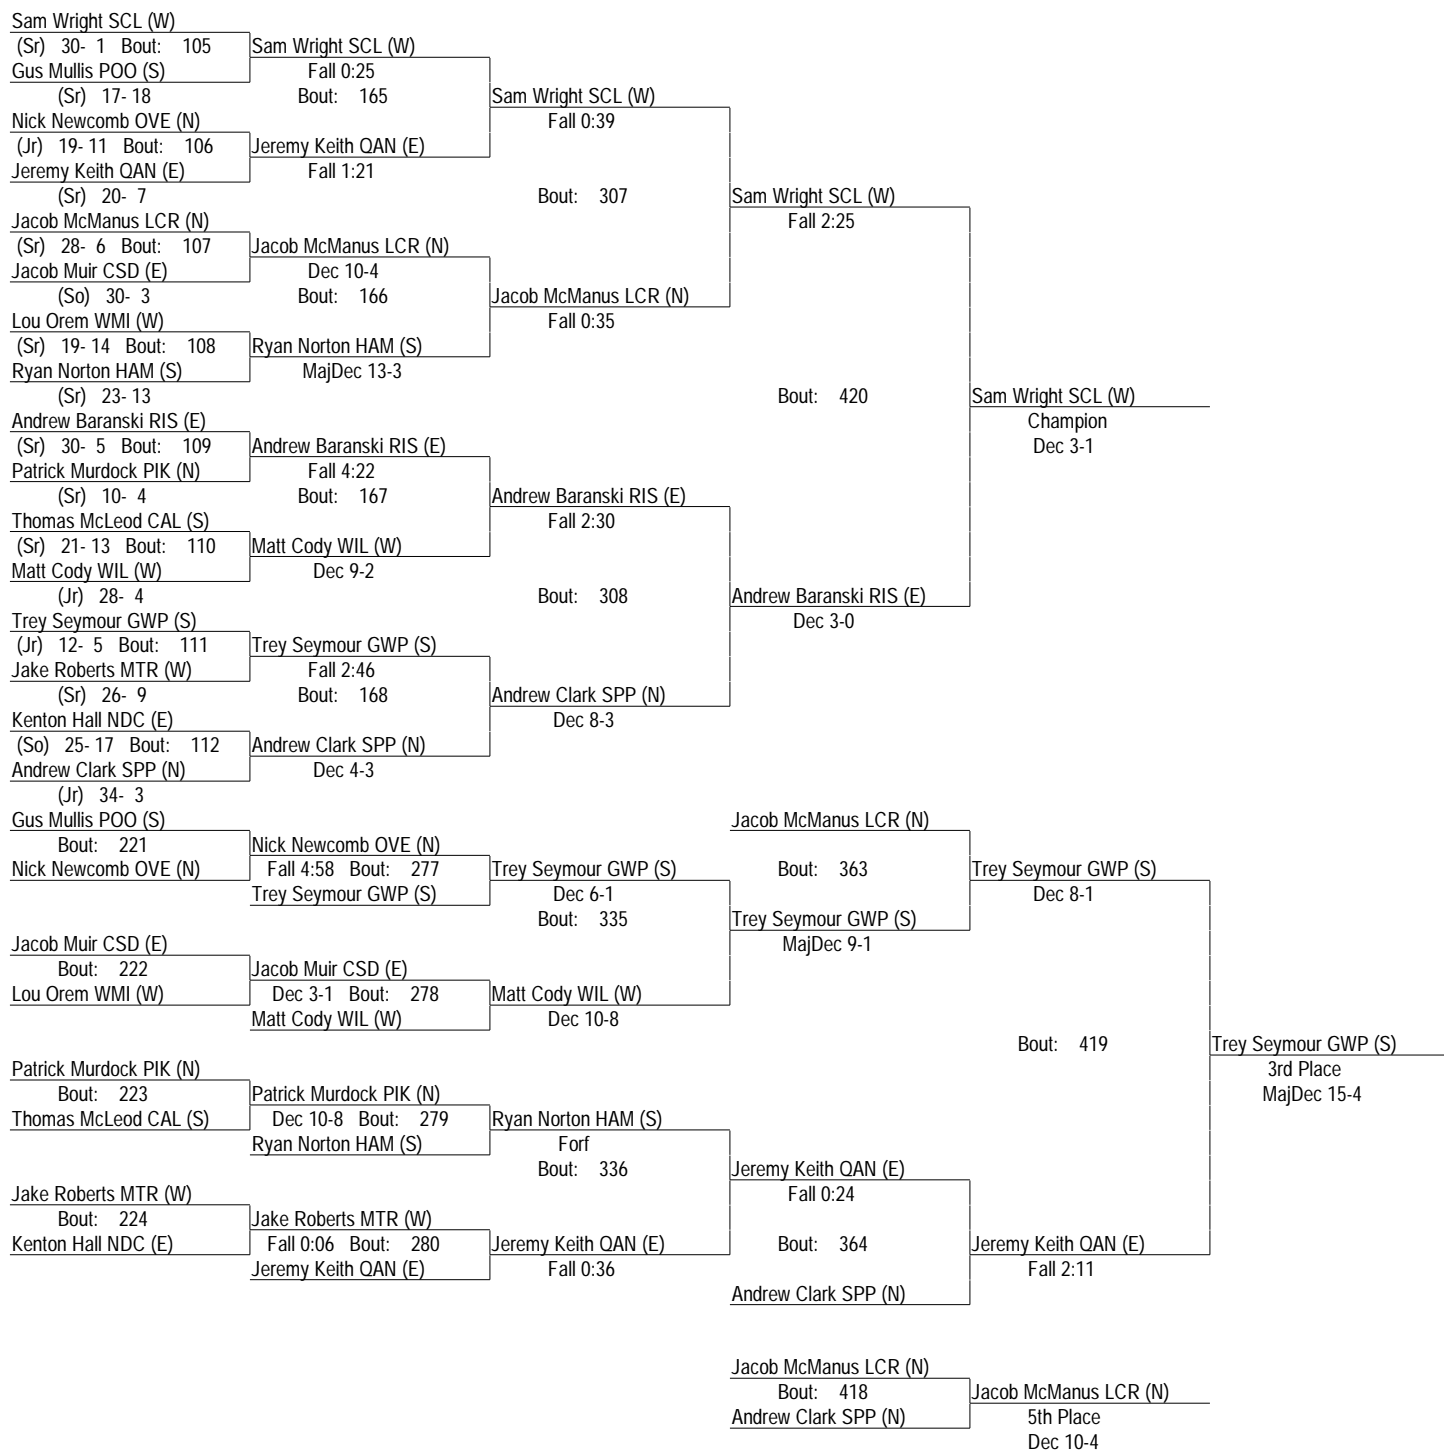 Sam Wright SCL (W)
(Sr) 30- 1 Bout: 105 Sam Wright SCL (W)
Gus Mullis POO (S) Fall 0:25
(Sr) 17- 18 Bout: 165 Sam Wright SCL (W)
Nick Newcomb OVE (N) Fall 0:39
(Jr) 19- 11 Bout: 106 Jeremy Keith QAN (E)
Jeremy Keith QAN (E) Fall 1:21
(Sr) 20- 7 Bout: 307 Sam Wright SCL (W)
Jacob McManus LCR (N) Fall 2:25
(Sr) 28- 6 Bout: 107 Jacob McManus LCR (N)
Jacob Muir CSD (E) Dec 10-4
(So) 30- 3 Bout: 166 Jacob McManus LCR (N)
Lou Orem WMI (W) Fall 0:35
(Sr) 19- 14 Bout: 108 Ryan Norton HAM (S)
Ryan Norton HAM (S) MajDec 13-3
(Sr) 23- 13 Bout: 420 Sam Wright SCL (W)
Andrew Baranski RIS (E) Champion
(Sr) 30- 5 Bout: 109 Andrew Baranski RIS (E) Dec 3-1
Patrick Murdock PIK (N) Fall 4:22
(Sr) 10- 4 Bout: 167 Andrew Baranski RIS (E)
Thomas McLeod CAL (S) Fall 2:30
(Sr) 21- 13 Bout: 110 Matt Cody WIL (W)
Matt Cody WIL (W) Dec 9-2
(Jr) 28- 4 Bout: 308 Andrew Baranski RIS (E)
Trey Seymour GWP (S) Dec 3-0
(Jr) 12- 5 Bout: 111 Trey Seymour GWP (S)
Jake Roberts MTR (W) Fall 2:46
(Sr) 26- 9 Bout: 168 Andrew Clark SPP (N)
Kenton Hall NDC (E) Dec 8-3
(So) 25- 17 Bout: 112 Andrew Clark SPP (N)
Andrew Clark SPP (N) Dec 4-3
(Jr) 34- 3
Gus Mullis POO (S) Jacob McManus LCR (N)
Bout: 221 Nick Newcomb OVE (N)
Nick Newcomb OVE (N) Fall 4:58 Bout: 277 Trey Seymour GWP (S) Bout: 363 Trey Seymour GWP (S)
Trey Seymour GWP (S) Dec 6-1 Dec 8-1
Bout: 335 Trey Seymour GWP (S)
Jacob Muir CSD (E) MajDec 9-1
Bout: 222 Jacob Muir CSD (E)
Lou Orem WMI (W) Dec 3-1 Bout: 278 Matt Cody WIL (W)
Matt Cody WIL (W) Dec 10-8
Bout: 419 Trey Seymour GWP (S)
Patrick Murdock PIK (N) 3rd Place
Bout: 223 Patrick Murdock PIK (N) MajDec 15-4
Thomas McLeod CAL (S) Dec 10-8 Bout: 279 Ryan Norton HAM (S)
Ryan Norton HAM (S) Forf
Bout: 336 Jeremy Keith QAN (E)
Jake Roberts MTR (W) Fall 0:24
Bout: 224 Jake Roberts MTR (W)
Kenton Hall NDC (E) Fall 0:06 Bout: 280 Jeremy Keith QAN (E) Bout: 364 Jeremy Keith QAN (E)
Jeremy Keith QAN (E) Fall 0:36 Fall 2:11
Andrew Clark SPP (N)
Jacob McManus LCR (N)
Bout: 418 Jacob McManus LCR (N)
Andrew Clark SPP (N) 5th Place
Dec 10-4